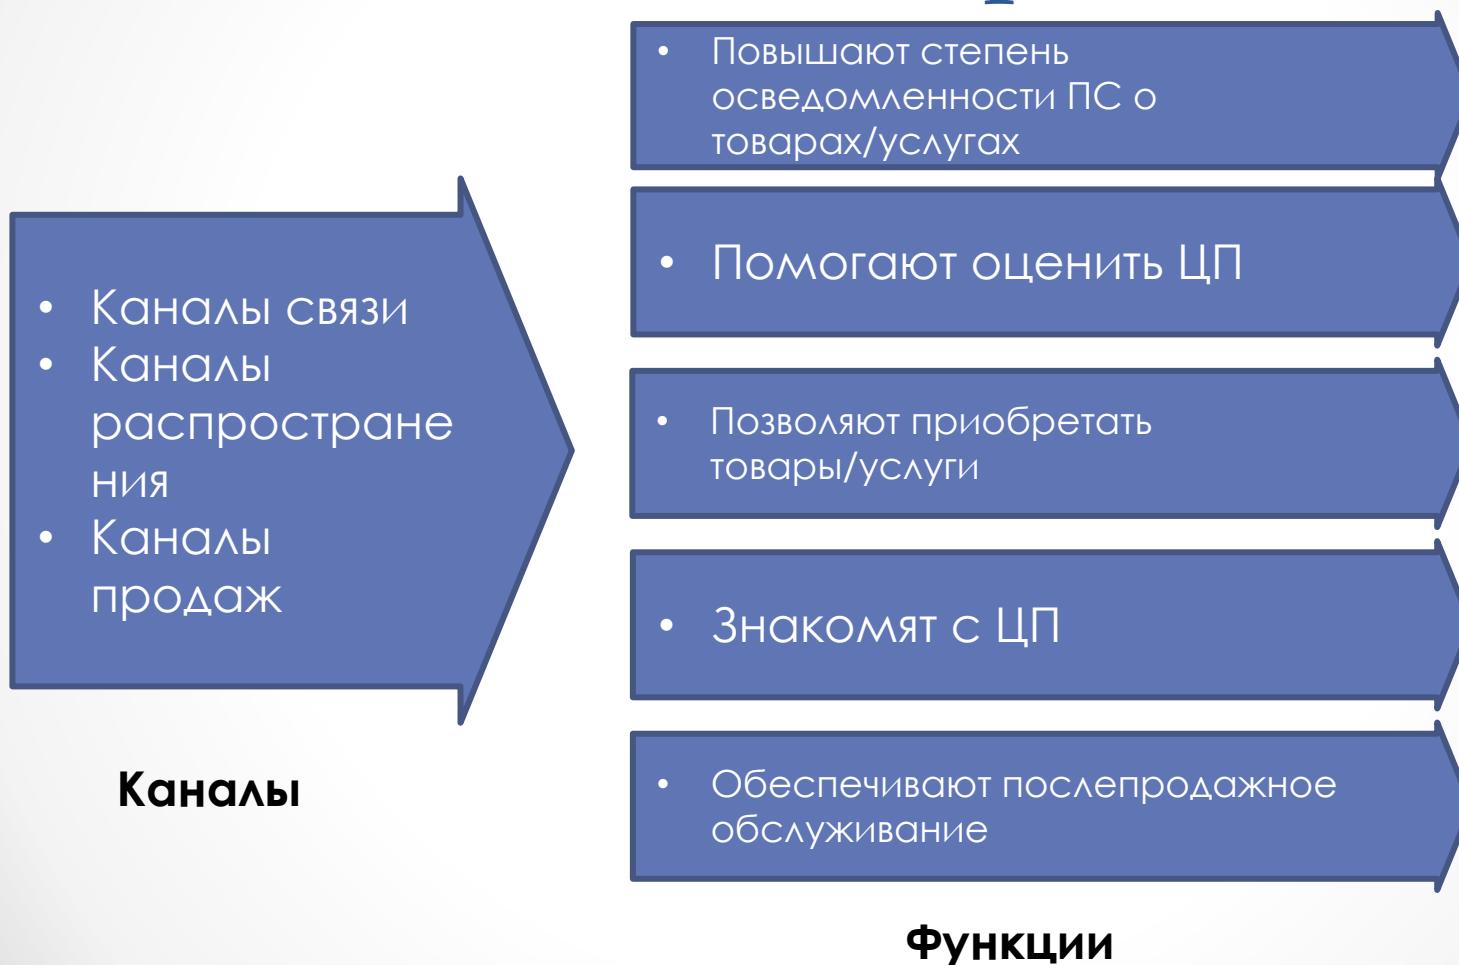 • Каналы связи
• Каналы
распростране
ния
• Каналы
продаж
Каналы
• Повышают степень
осведомленности ПС о
товарах/услугах
• Помогают оценить ЦП
• Позволяют приобретать
товары/услуги
• Знакомят с ЦП
• Обеспечивают послепродажное
обслуживание
Функции